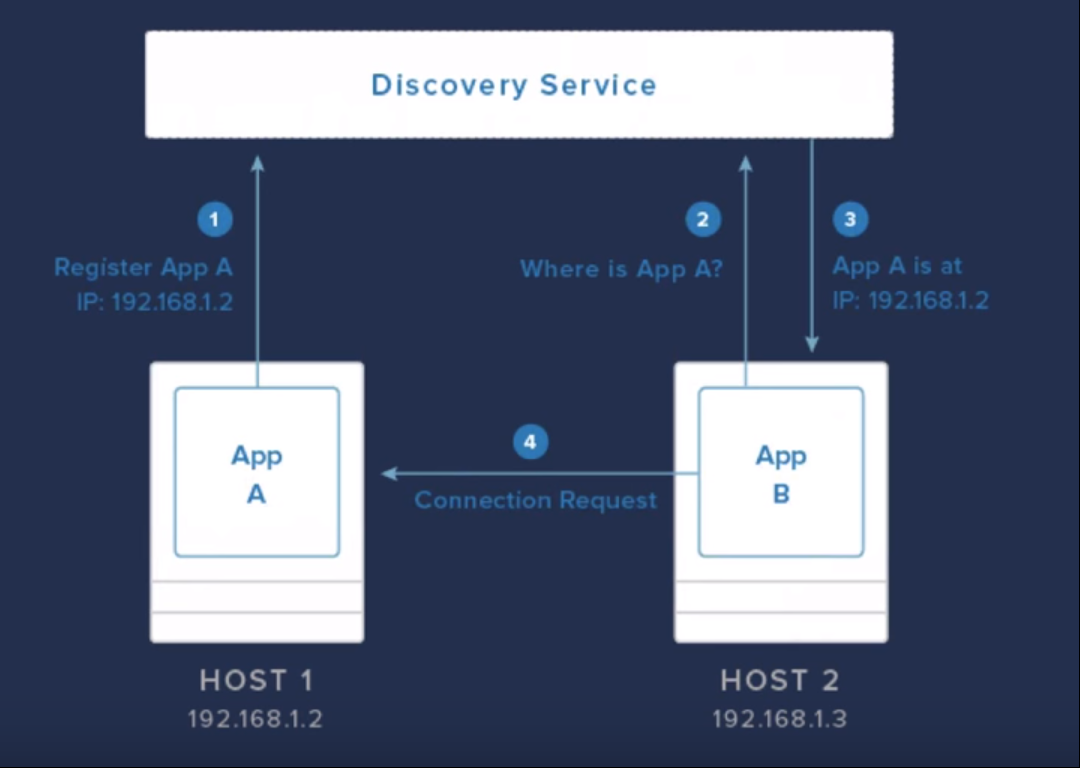 Discovery Service
1
Register App A
IP: 192.168.1.2
2
Where is App A?
3
App A is at
IP: 192.168.1.2
App
A
4
Connection Request
App
B
HOST 1
192.168.1.2
HOST 2
192.168.1.3